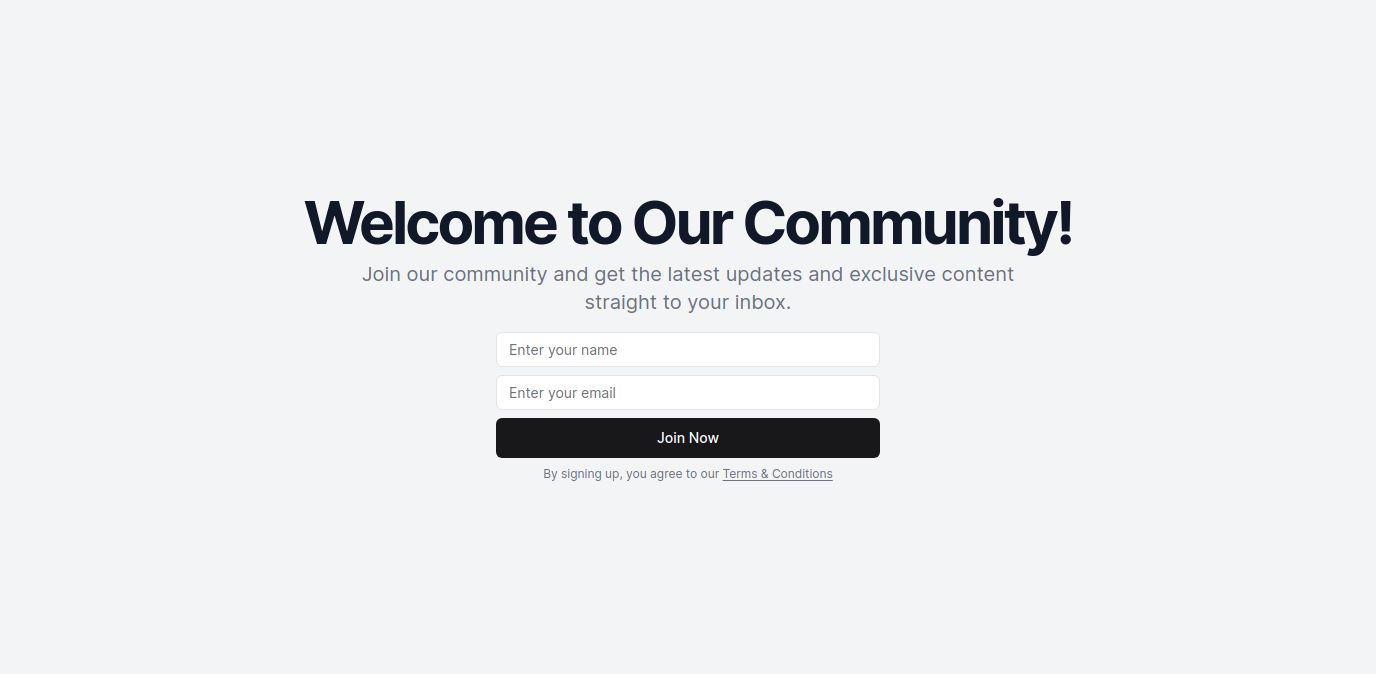 Welcome to Our Community!
Join our community and get the latest updates and exclusive content
straight to your inbox.
Enter your name
Enter your email
Join Now
By signing up, you agree to our Terms & Conditions